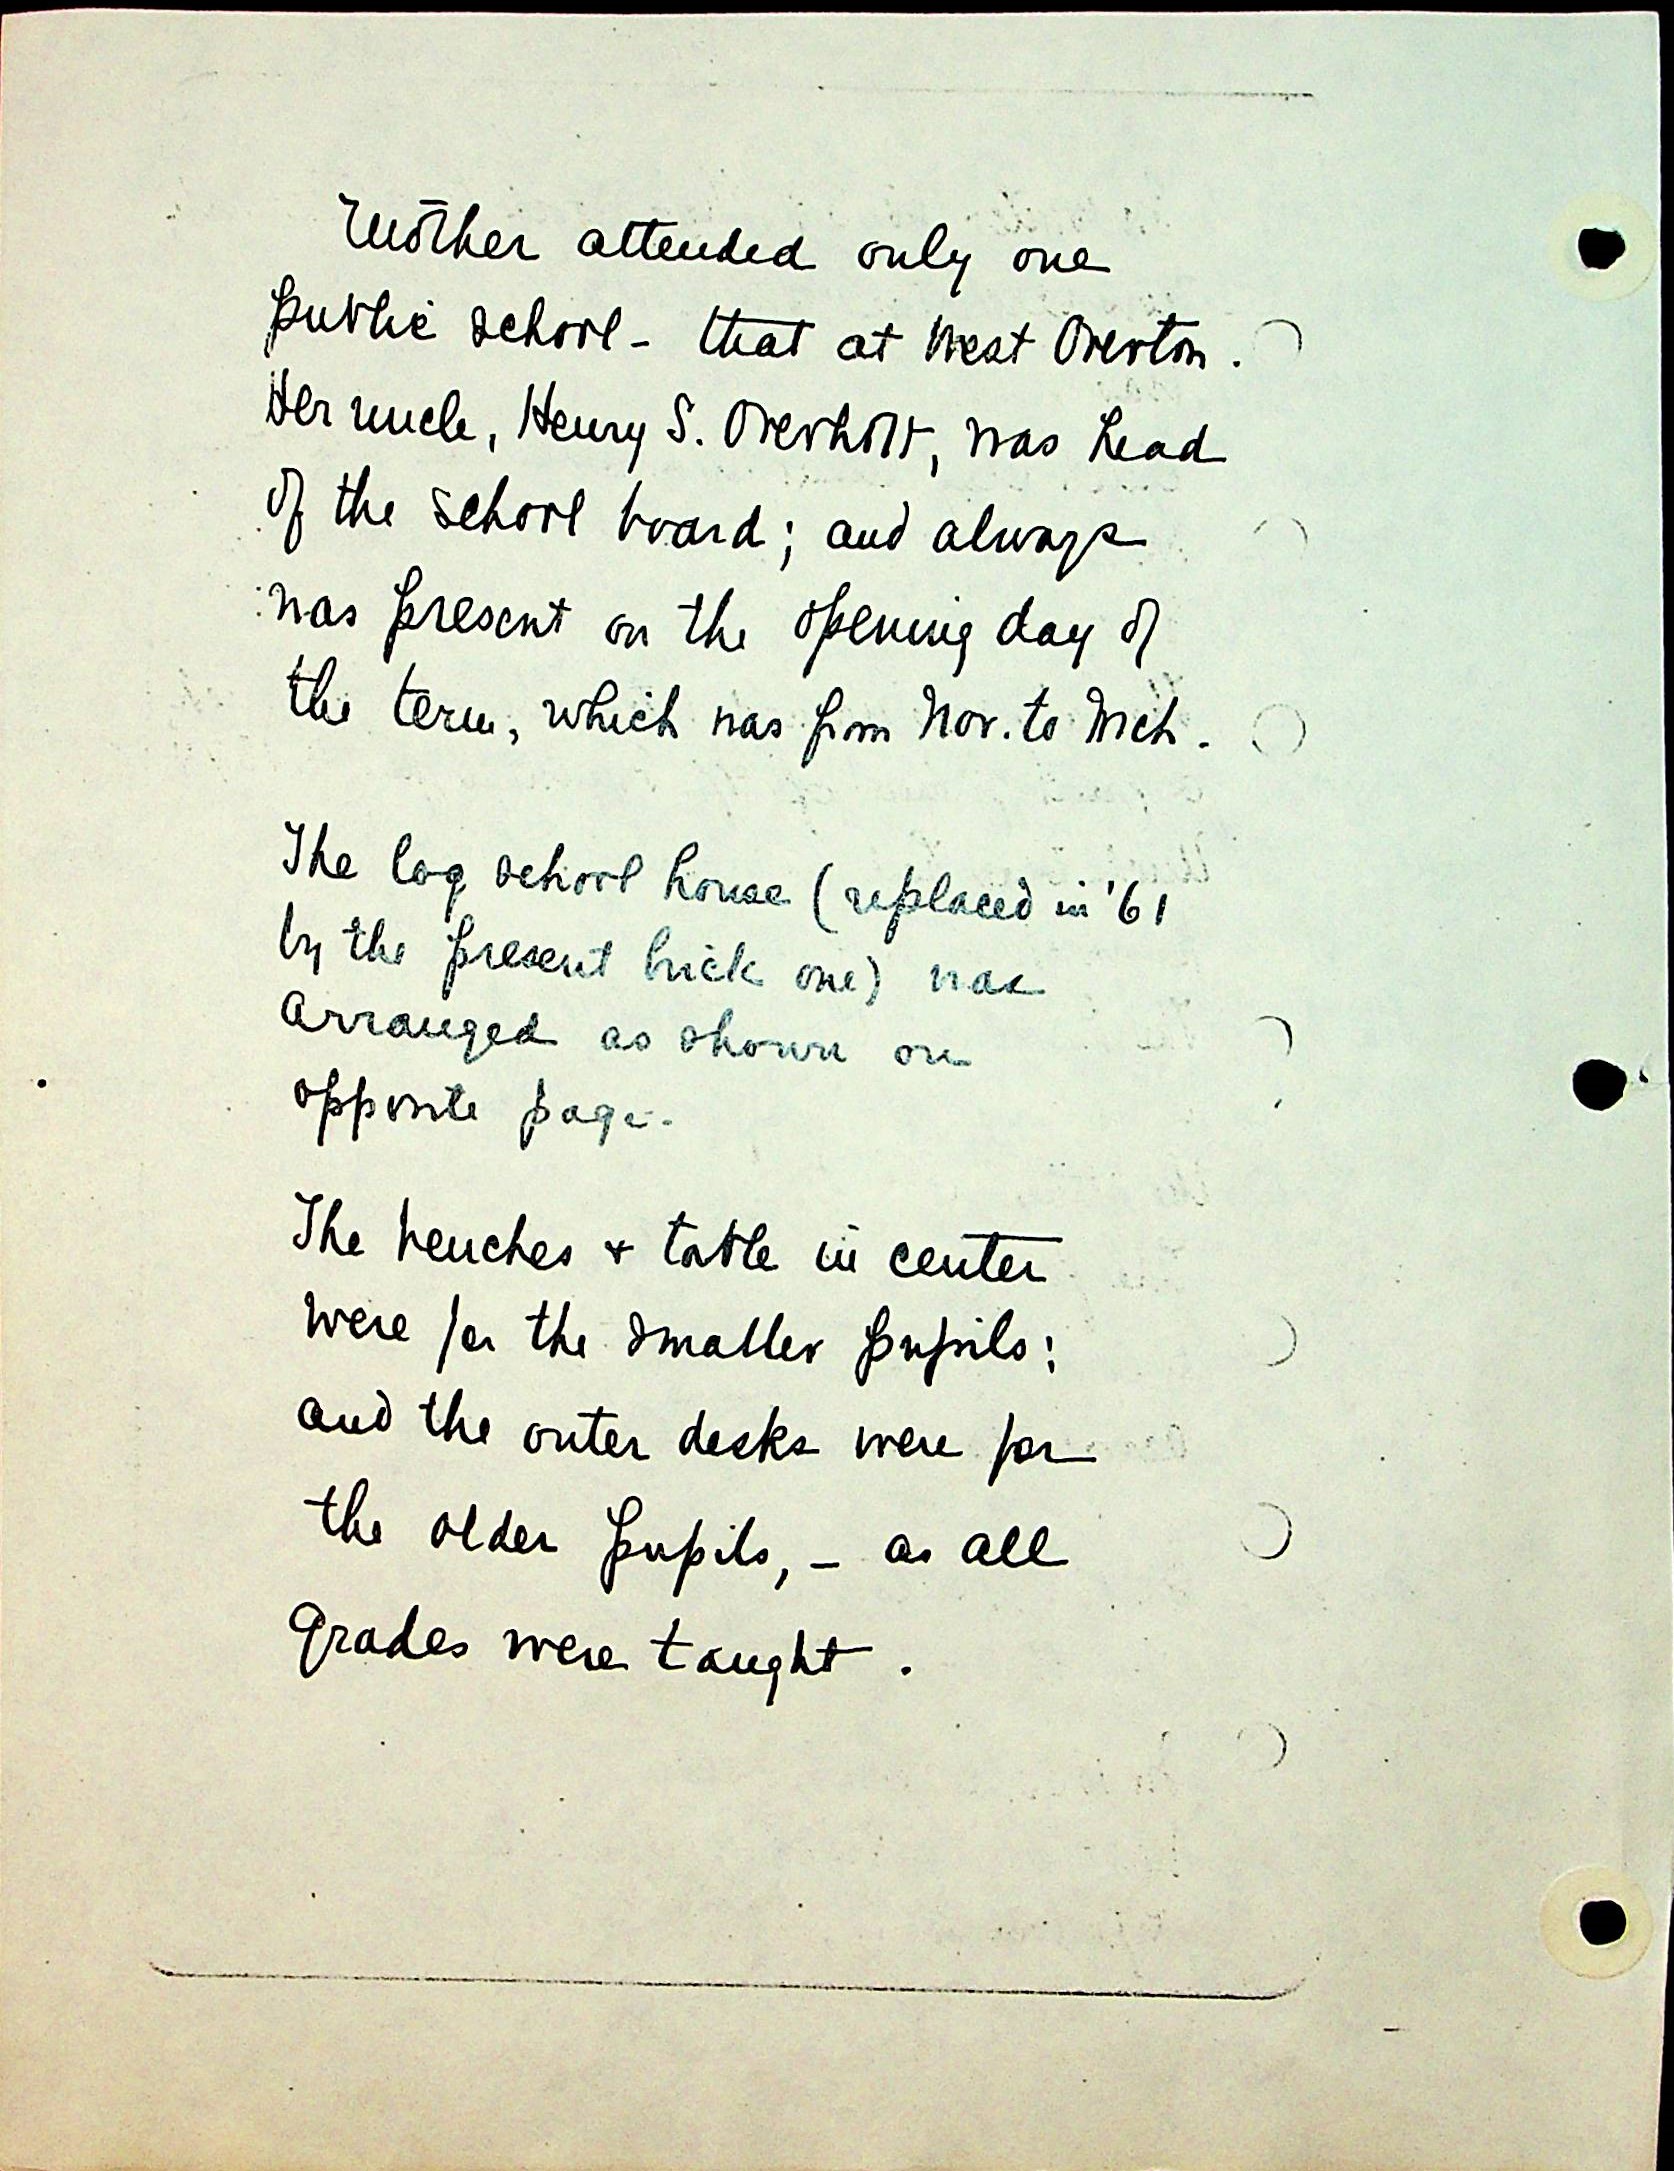 Mother attended only one
public school - that at West Overton.
Her uncle, Henry S. Overholt, was head
of the school board; and always
was present on the opening day of
the term, which was from Nov. to Mch.
The log school house (replaced in '61
by the present brick one) was
arranged as shown on
opposite page.
The benches & table in center
were for the smaller pupils;
and the outer desks were for
the older pupils, - as all
grades were taught.